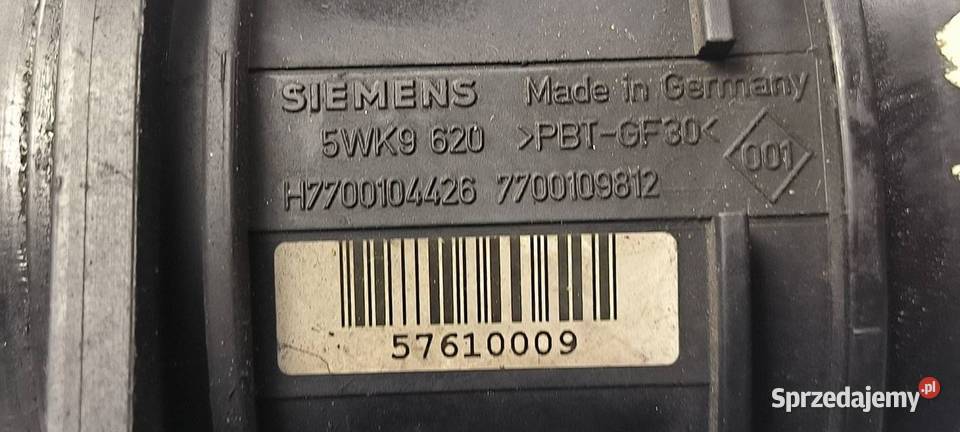 SIEMENS Made in Germany
5WK9 620 >PBT-GF30< 001
H7700104426 7700109812
57610009
Sprzedajemy.pl